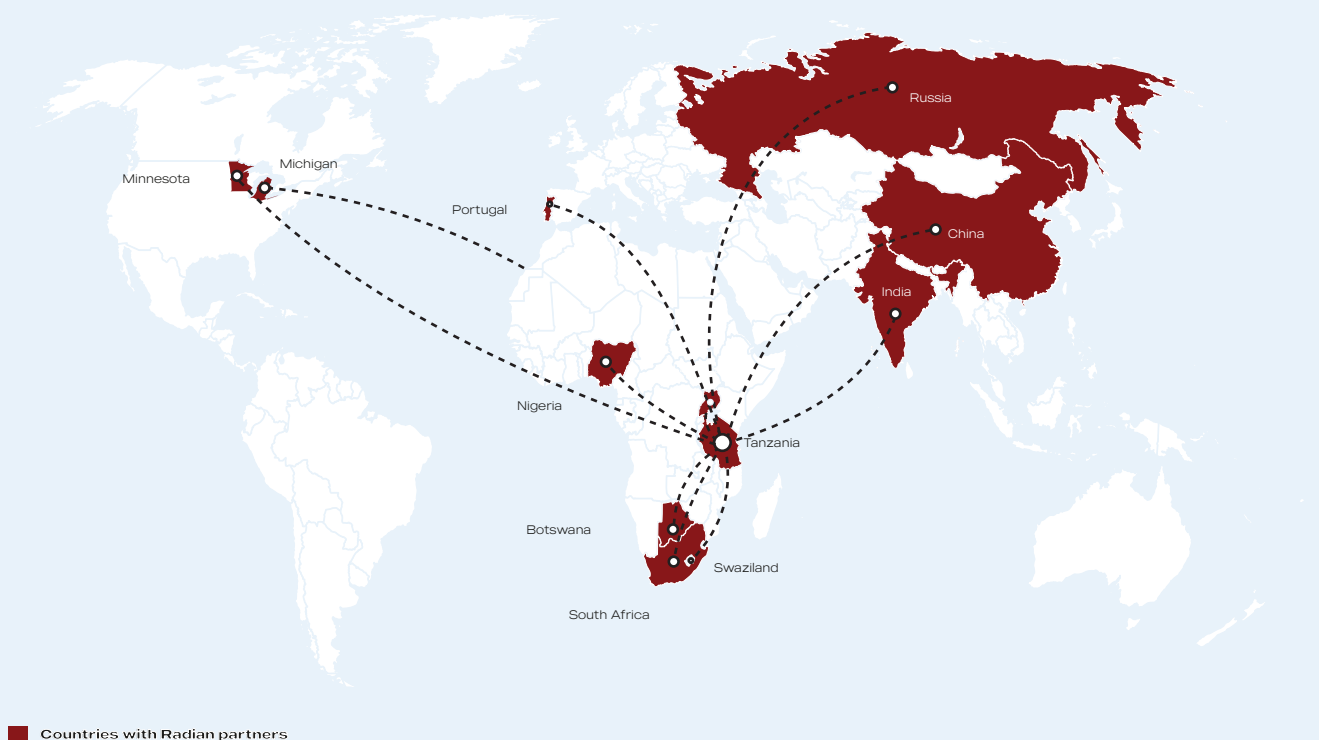 Russia
Michigan
Minnesota
Portugal
China
India
Nigeria
Tanzania
Botswana
Swaziland
South Africa
Countries with Radian partners